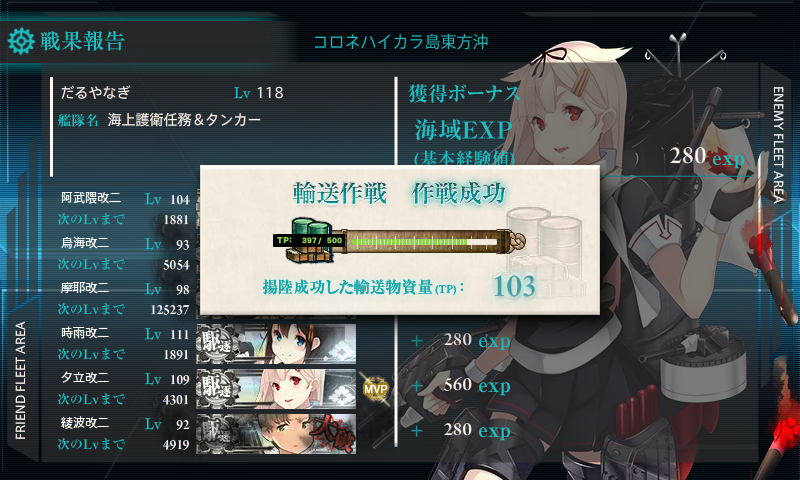 戦果報告
コロネハイカラ島東方沖
だるやなぎ Lv 118
艦隊名 海上護衛任務&タンカー
獲得ボーナス
海域EXP
(基本経験値)
280 exp
ENEMY FLEET AREA
輸送作戦 作戦成功
TP: 397/ 500
揚陸成功した輸送物資量(TP): 103
阿武隈改二 Lv 104
次のLvまで 1881
鳥海改二 Lv 93
次のLvまで 5054
摩耶改二 Lv 98
次のLvまで 125237
時雨改二 Lv 111
次のLvまで 1891
駆逐
+ 280 exp
夕立改二 Lv 109
次のLvまで 4301
駆逐
MVP
+ 560 exp
綾波改二 Lv 92
次のLvまで 4919
駆逐
+ 280 exp
FRIEND FLEET AREA